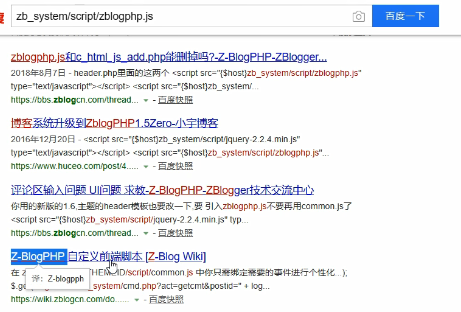 zb_system/script/zblogphp.js
百度一下
zblogphp.js和c_html_js_add.php能删掉吗?-Z-BlogPHP-ZBlogger...
2018年8月7日 - header.php里面的这两个 <script src="{$host}zb_system/script/zblogphp.js"
type="text/javascript"></script> <script src="{$host}zb_system/...
https://bbs.zblogcn.com/thread... - 百度快照
博客系统升级到ZblogPHP1.5Zero-小宇博客
2016年12月20日 - <script src="{$host}zb_system/script/jquery-2.2.4.min.js"
type="text/javascript"></script> <script src="{$host}zb_system/script/zblogphp.js"...
https://www.huceo.com/post/4..... - 百度快照
评论区输入问题 UI问题 求教-Z-BlogPHP-ZBlogger技术交流中心
你用的新版的1.6,主题的header模板也要改一下,要 引入zblogphp.js不要再用common.js了
<script src="{$host}zb_system/script/jquery-2.2.4.min.js" typ...
https://bbs.zblogcn.com/thread... - 百度快照
Z-BlogPHP 自定义前端脚本 [Z-Blog Wiki]
在 HEMEID/script/common.js 中你只需绑定需要的事件进行个性化...);
译: Z-blogpph
$.ge _system/cmd.php?act=getcmt&postid=" + log...
https://wiki.zblogcn.com/do...... - 百度快照